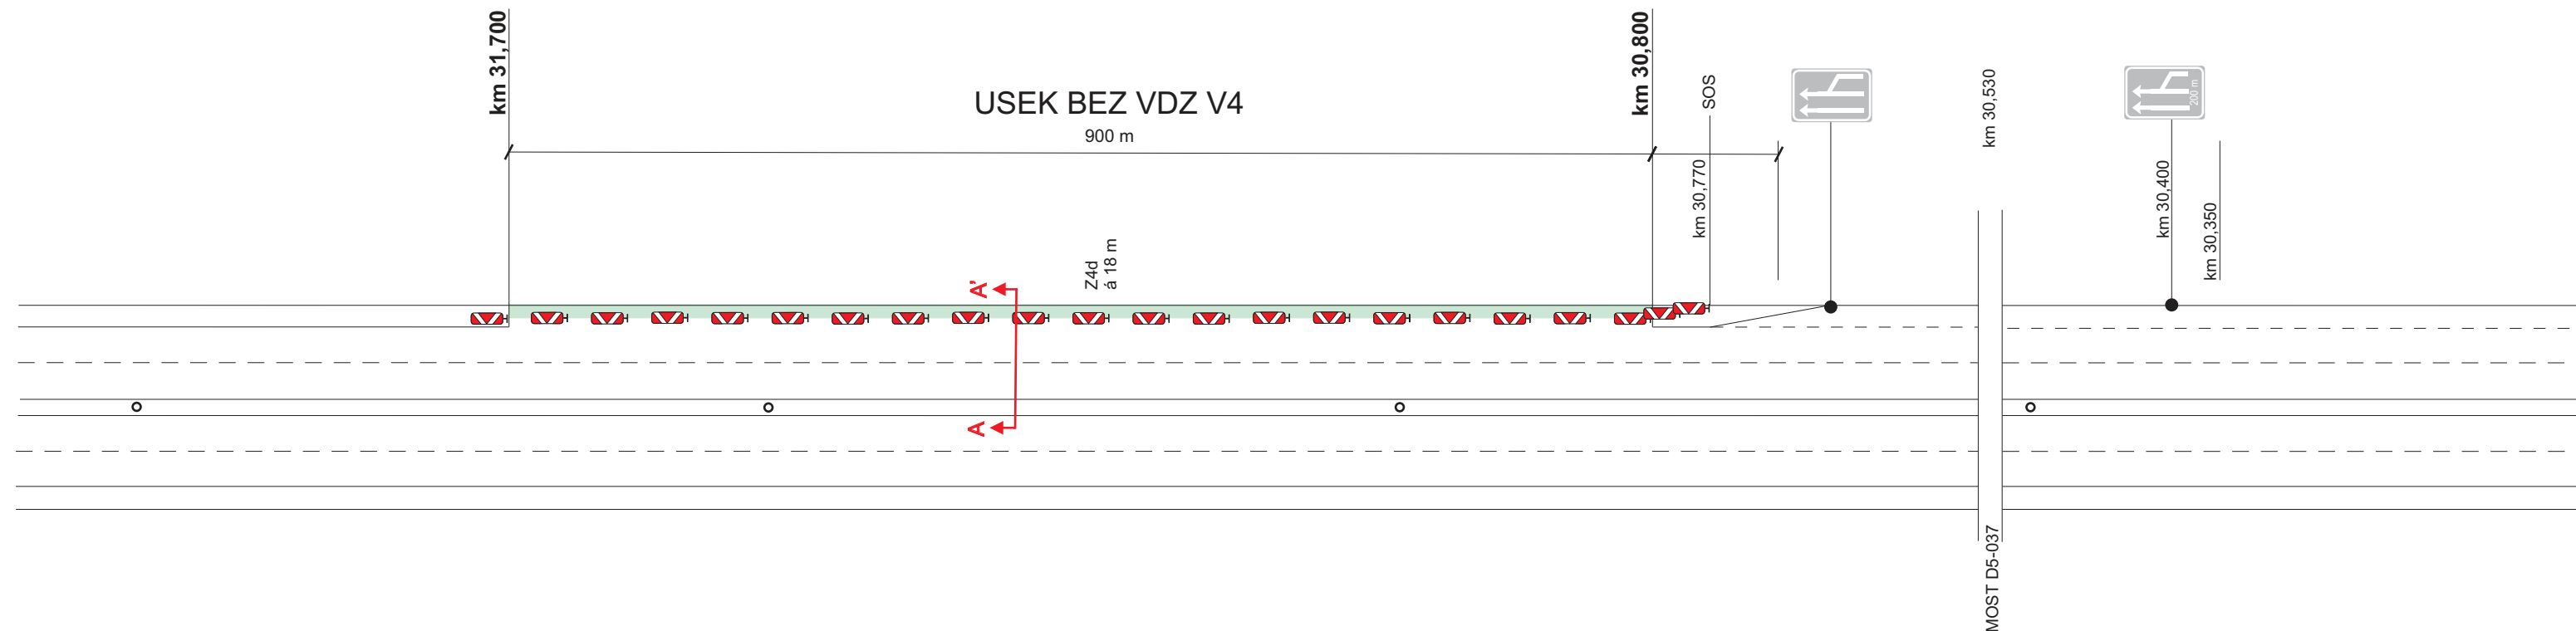 km 31,700
USEK BEZ VDZ V4
900 m
km 30,800
SOS
km 30,770
km 30,530
200 m
km 30,400
km 30,350
Z4d
á 18 m
A'
A
MOST D5-037